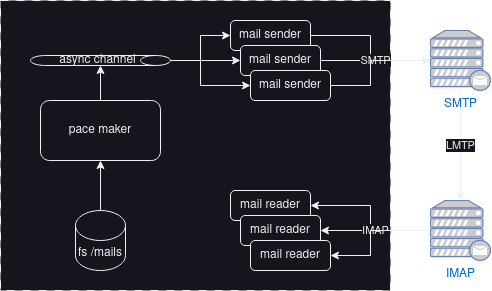 mail sender
async channel
mail sender
SMTP
mail sender
SMTP
pace maker
LMTP
mail reader
mail reader
IMAP
fs /mails
mail reader
IMAP